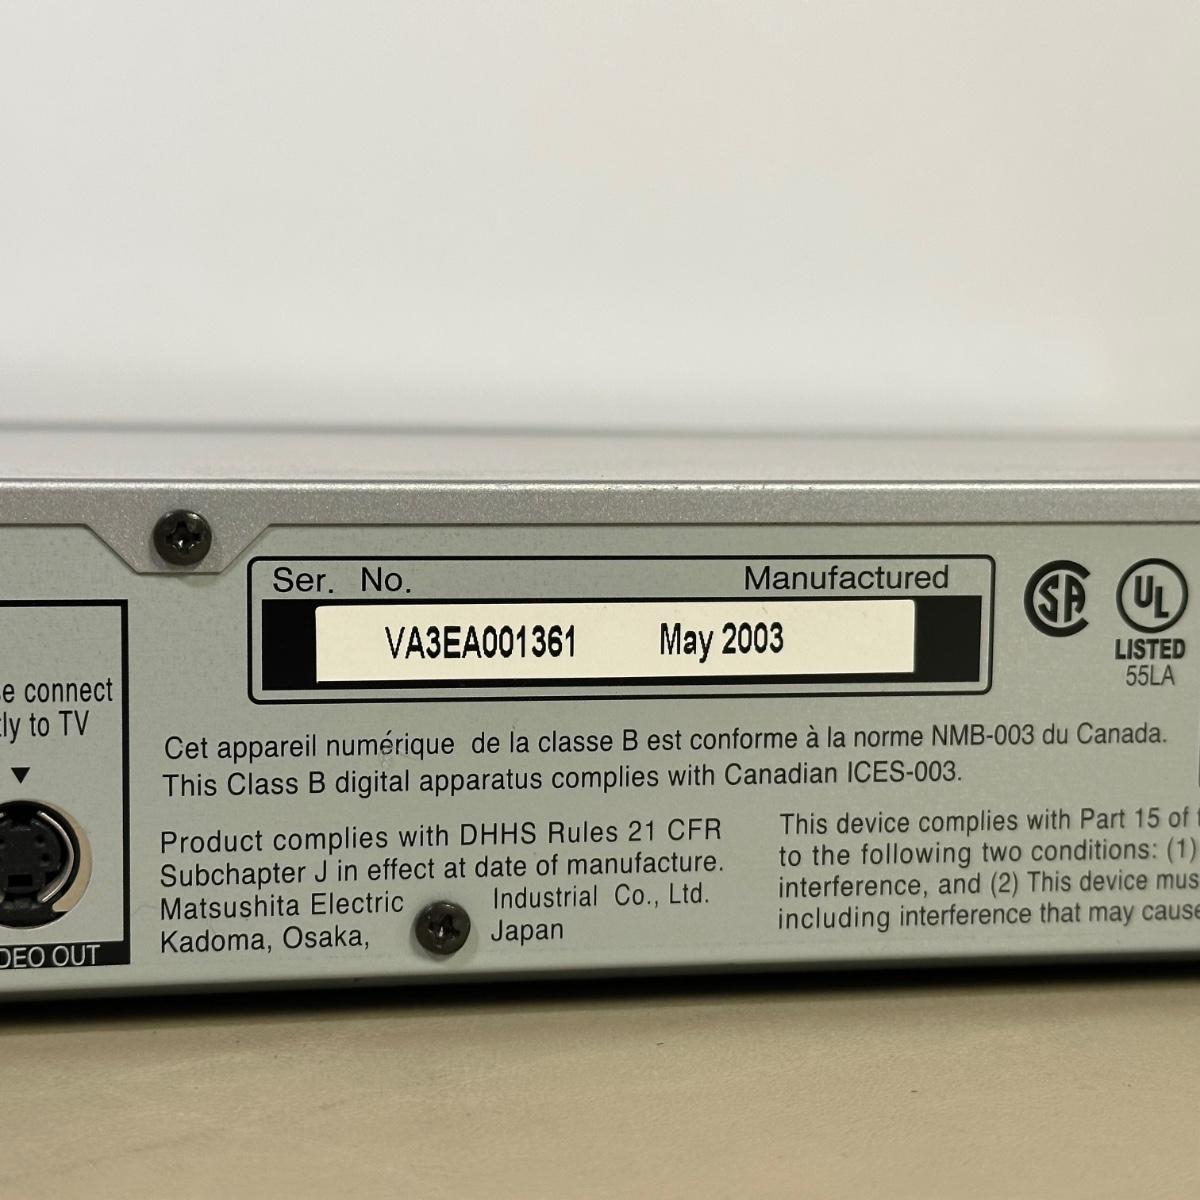 Ser. No. Manufactured
VA3EA001361 May 2003
SA
UL
LISTED
55LA
connect
to TV
OUT
Cet appareil numérique de la classe B est conforme à la norme NMB-003 du Canada.
This Class B digital apparatus complies with Canadian ICES-003.
Product complies with DHHS Rules 21 CFR
Subchapter J in effect at date of manufacture.
Matsushita Electric Industrial Co., Ltd.
Kadoma, Osaka, Japan
This device complies with Part 15 of
to the following two conditions: (1)
interference, and (2) This device
including interference that may cause